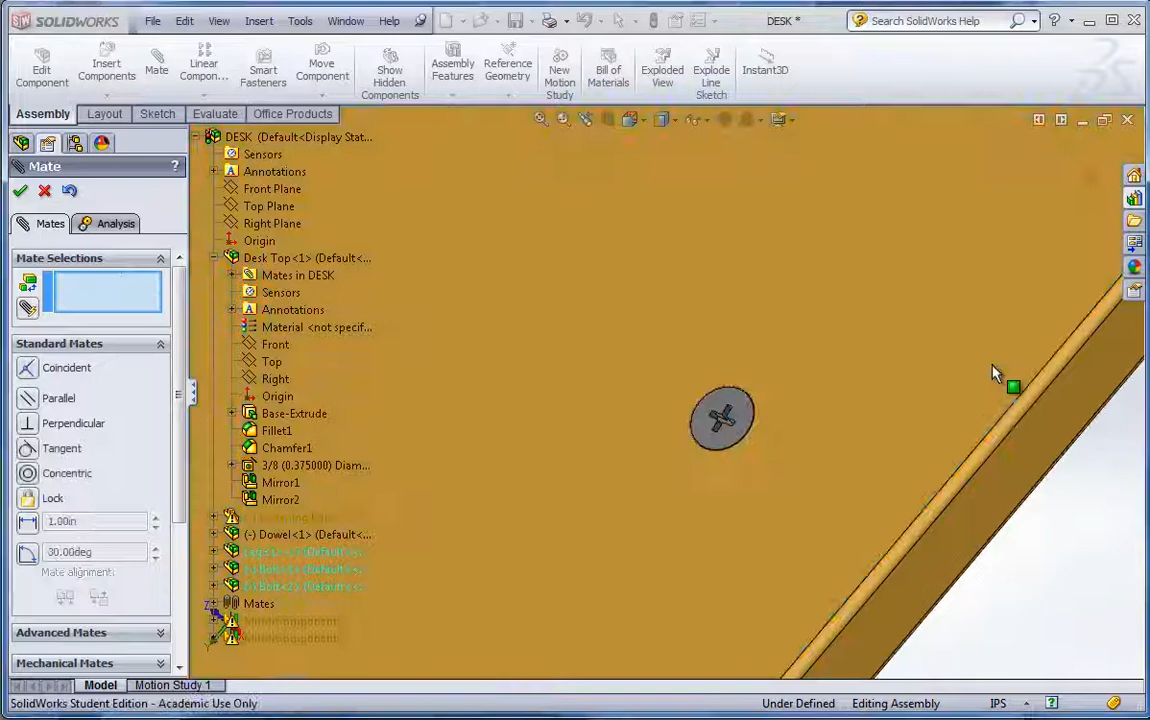 SOLIDWORKS File Edit View Insert Tools Window Help DESK * Search SolidWorks Help
Edit Component
Insert Components
Mate
Linear Compon...
Smart Fasteners
Move Component
Show Hidden Components
Assembly Features
Reference Geometry
New Motion Study
Bill of Materials
Exploded View
Explode Line Sketch
Instant3D
Assembly Layout Sketch Evaluate Office Products
Mate ?
Mates Analysis
Mate Selections
Standard Mates
Coincident
Parallel
Perpendicular
Tangent
Concentric
Lock
1.00in
30.00deg
Mate alignment:
Advanced Mates
Mechanical Mates
DESK (Default<Display Stat...
Sensors
Annotations
Front Plane
Top Plane
Right Plane
Origin
Desk Top<1> (Default<...
Mates in DESK
Sensors
Annotations
Material <not specif...
Front
Top
Right
Origin
Base-Extrude
Fillet1
Chamfer1
3/8 (0.375000) Diam...
Mirror1
Mirror2
(-) Dowel<1> (Default<...
Mates
Model Motion Study 1
SolidWorks Student Edition - Academic Use Only Under Defined Editing Assembly IPS